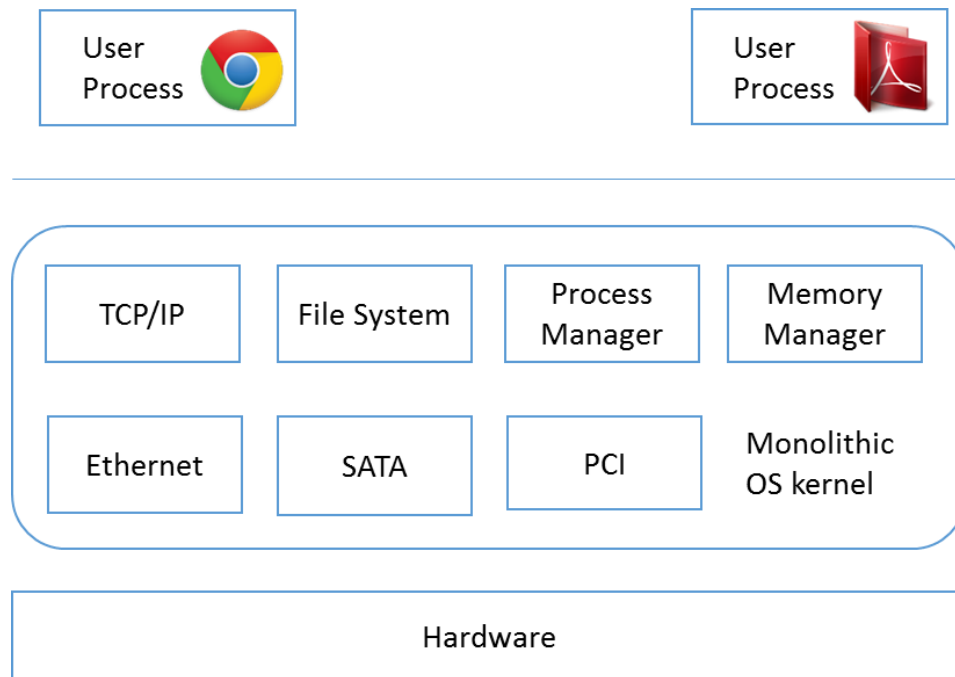 User
Process
User
Process
TCP/IP
File System
Process
Manager
Memory
Manager
Ethernet
SATA
PCI
Monolithic
OS kernel
Hardware